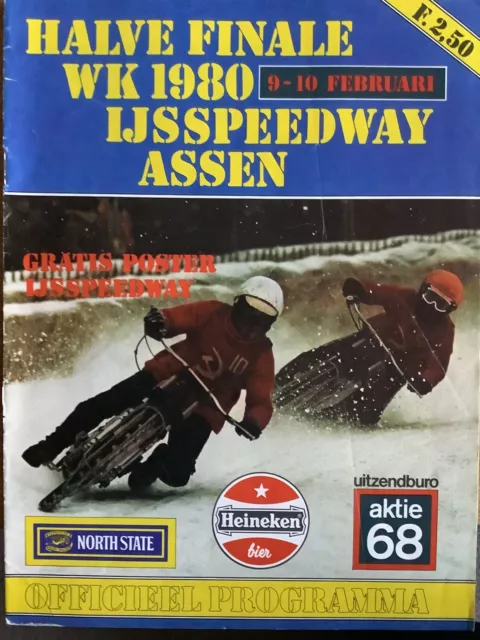 F. 2,50
HALVE FINALE
WK 1980 9-10 FEBRUARI
IJSSPEEDWAY
ASSEN
GRATIS POSTER
IJSSPEEDWAY
10
NORTH STATE
Heineken
bier
uitzendburo
aktie
68
OFFICIEEL PROGRAMMA